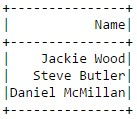 +---------------+
|           Name|
+---------------+
|    Jackie Wood|
|   Steve Butler|
|Daniel McMillan|
+---------------+